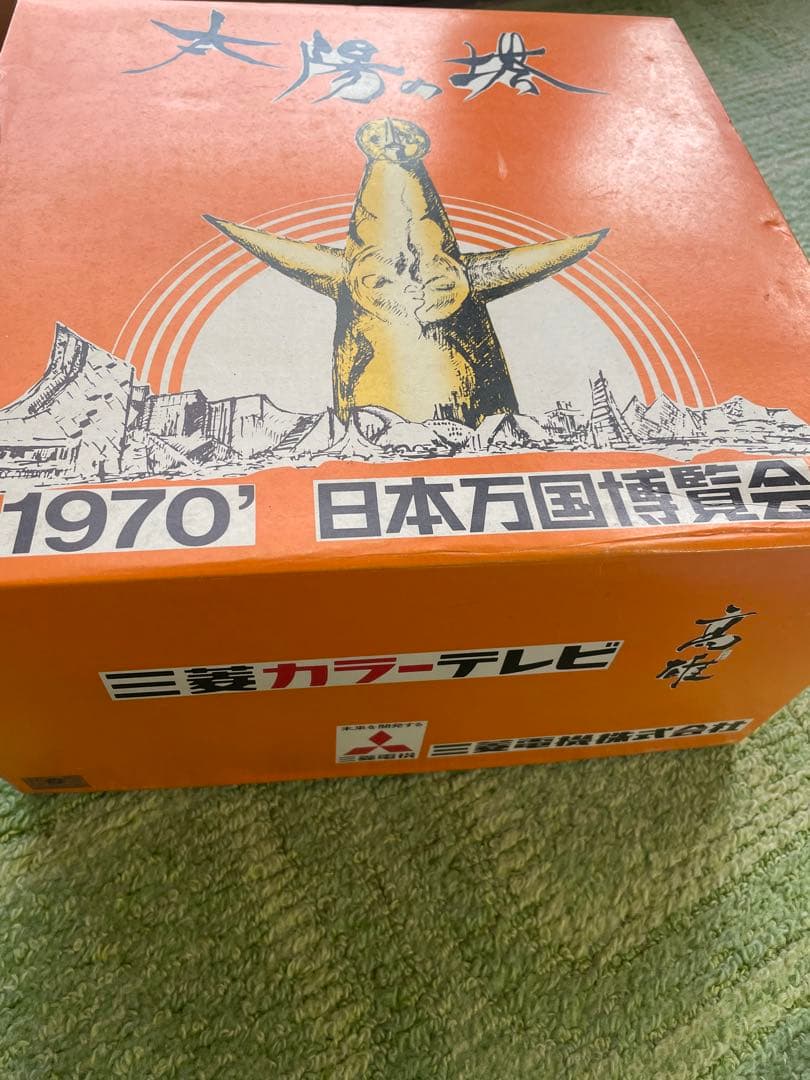 太陽の塔
'1970’ 日本万国博覧会
三菱カラーテレビ
高雄
未来を開発する
三菱電機
三菱電機株式会社